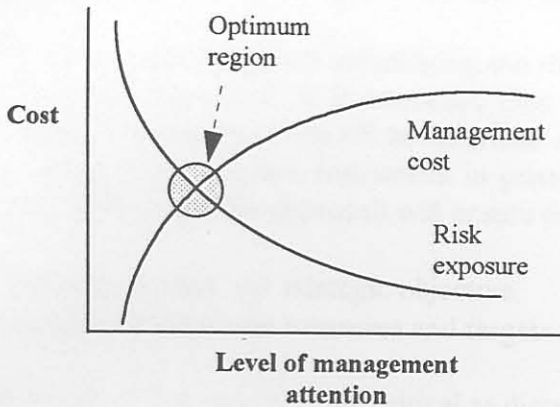 Optimum
region
Cost
Management
cost
Risk
exposure
Level of management
attention